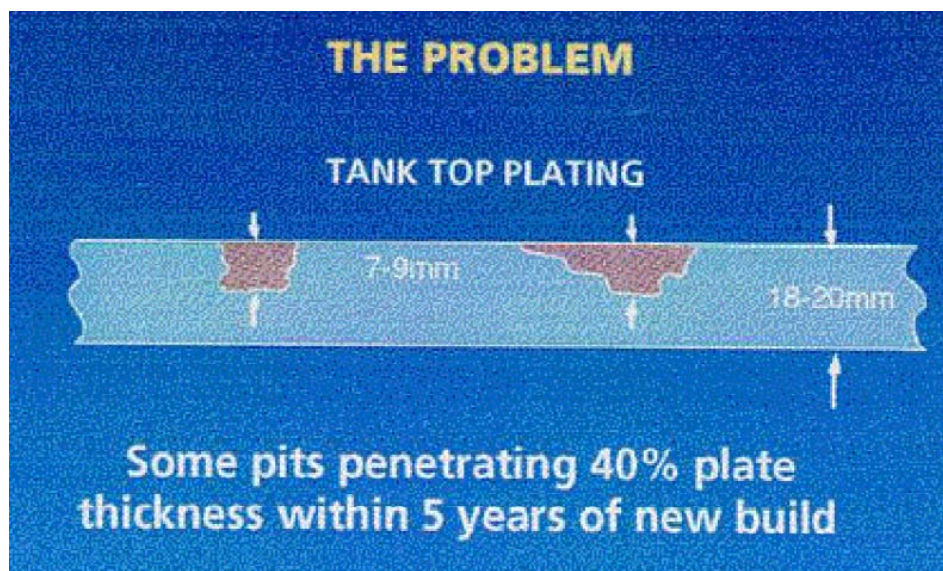 THE PROBLEM
TANK TOP PLATING
7-9mm
18-20mm
Some pits penetrating 40% plate
thickness within 5 years of new build